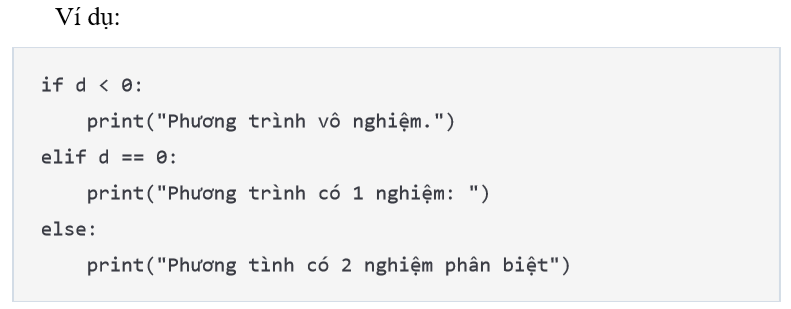 Ví dụ:
if d < 0:
    print("Phương trình vô nghiệm.")
elif d == 0:
    print("Phương trình có 1 nghiệm: ")
else:
    print("Phương tình có 2 nghiệm phân biệt")